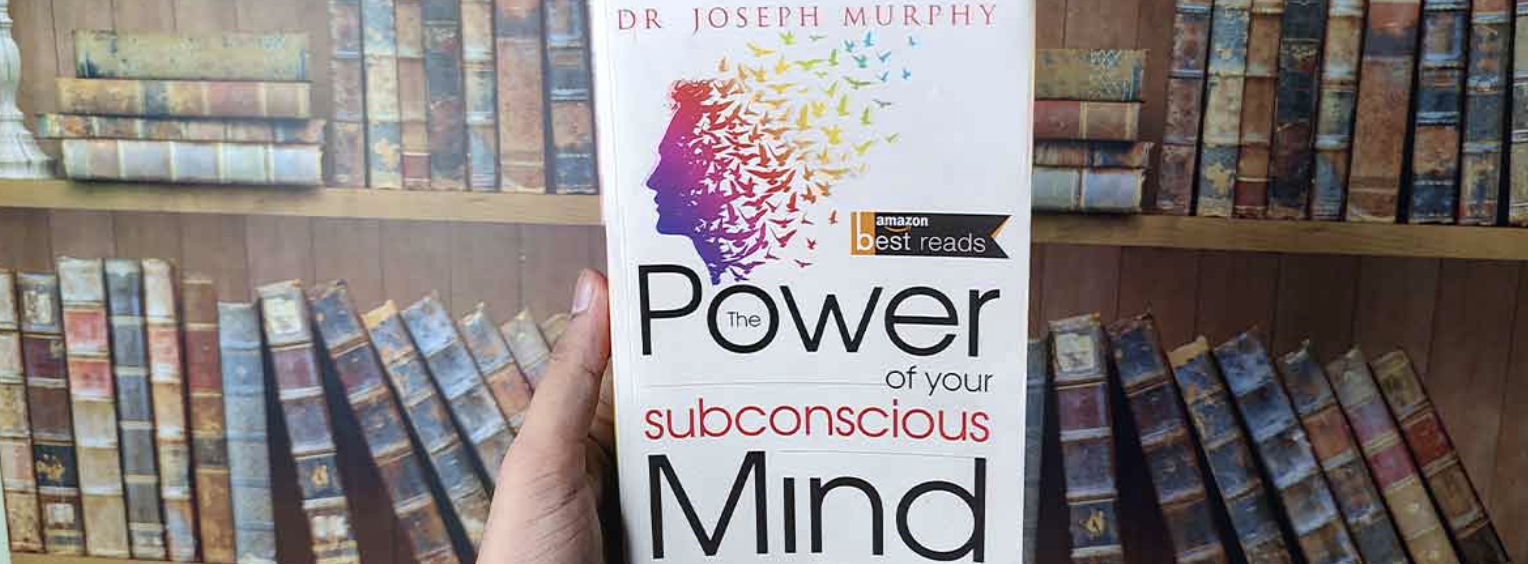 DR JOSEPH MURPHY
amazon
best reads
The Power
of your
subconscious
Mind